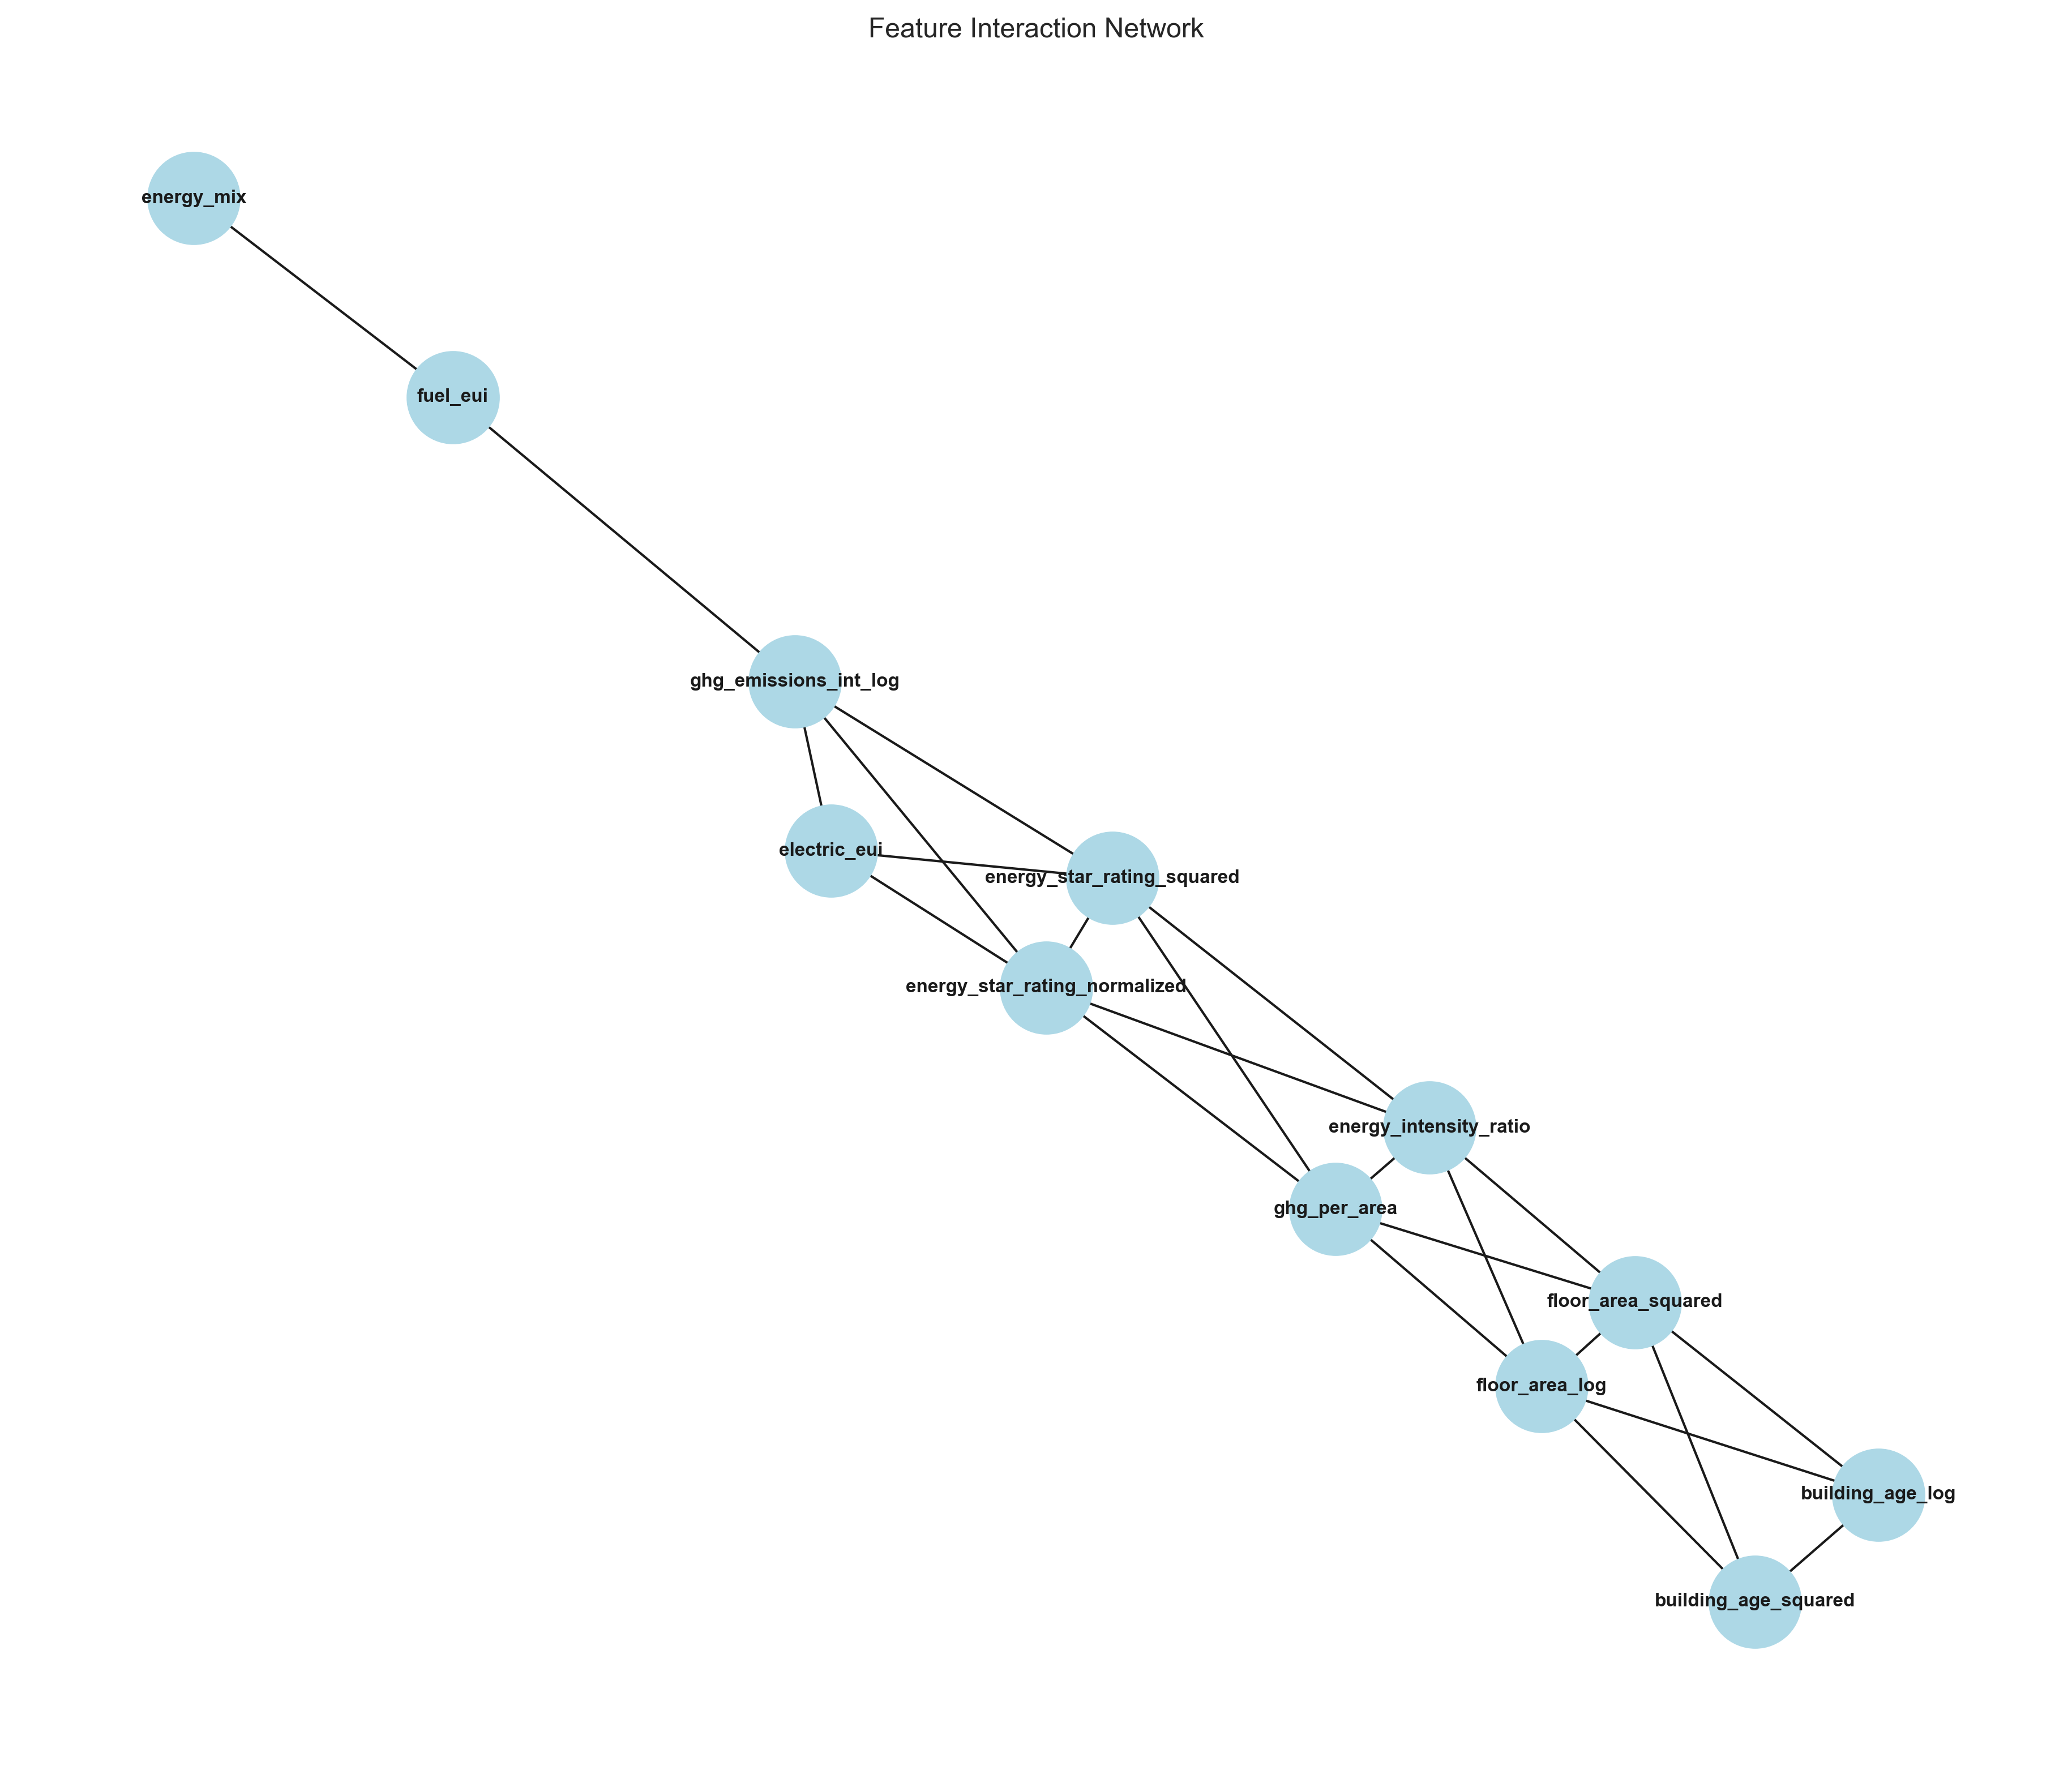 Feature Interaction Network
energy_mix
fuel_eui
ghg_emissions_int_log
electric_eui
energy_star_rating_squared
energy_star_rating_normalized
energy_intensity_ratio
ghg_per_area
floor_area_squared
floor_area_log
building_age_log
building_age_squared